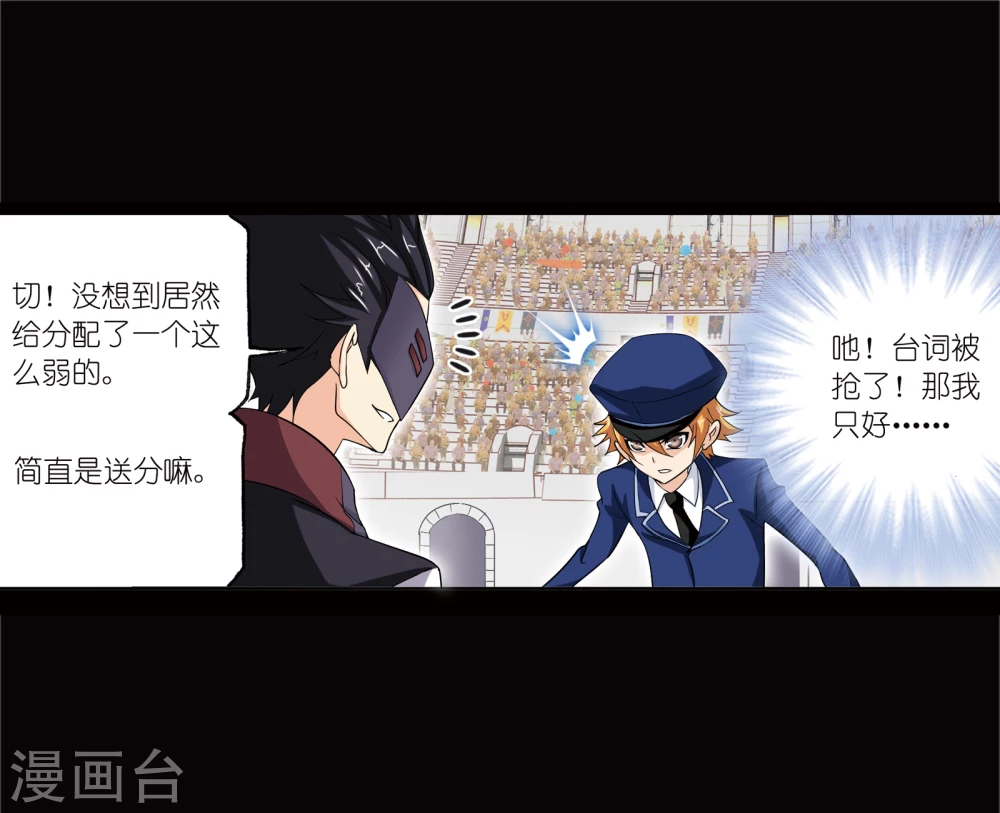 切！没想到居然
给分配了一个这
么弱的。
简直是送分嘛。
吔！台词被
抢了！那我
只好……
漫画台